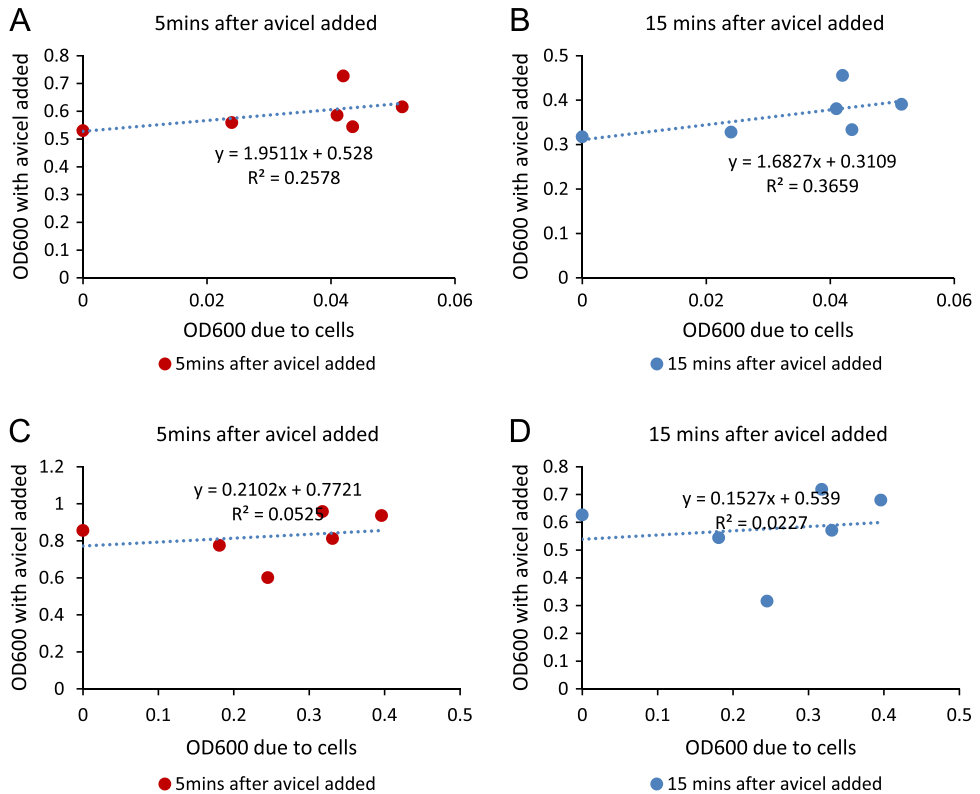 A
5mins after avicel added
OD600 with avicel added
0.8
0.7
0.6
0.5
0.4
0.3
0.2
0.1
0
y = 1.9511x + 0.528
R² = 0.2578
0
0.02
0.04
0.06
OD600 due to cells
5mins after avicel added
B
15 mins after avicel added
OD600 with avicel added
0.5
0.4
0.3
0.2
0.1
0
y = 1.6827x + 0.3109
R² = 0.3659
0
0.02
0.04
0.06
OD600 due to cells
15 mins after avicel added
C
5mins after avicel added
OD600 with avicel added
1.2
1
0.8
0.6
0.4
0.2
0
y = 0.2102x + 0.7721
R² = 0.0525
0
0.1
0.2
0.3
0.4
0.5
OD600 due to cells
5mins after avicel added
D
15 mins after avicel added
OD600 with avicel added
0.8
0.7
0.6
0.5
0.4
0.3
0.2
0.1
0
y = 0.1527x + 0.539
R² = 0.0227
0
0.1
0.2
0.3
0.4
0.5
OD600 due to cells
15 mins after avicel added